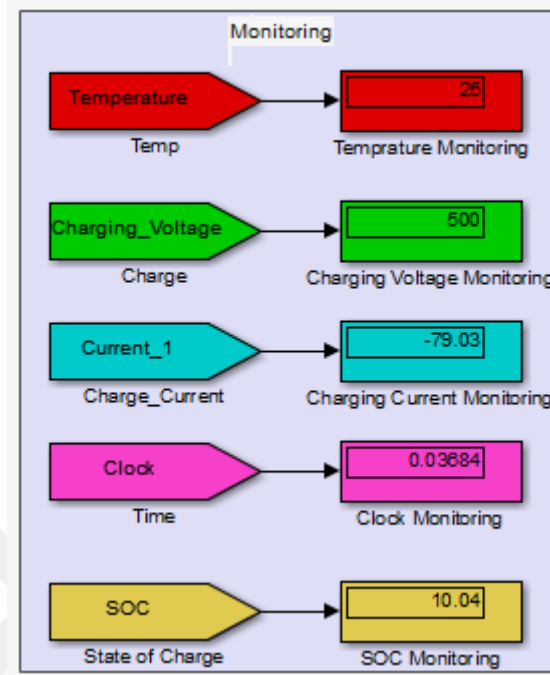 Monitoring
Temperature
25
Temp
Temprature Monitoring
Charging_Voltage
500
Charge
Charging Voltage Monitoring
Current_1
-79.03
Charge_Current
Charging Current Monitoring
Clock
0.03684
Time
Clock Monitoring
SOC
10.04
State of Charge
SOC Monitoring